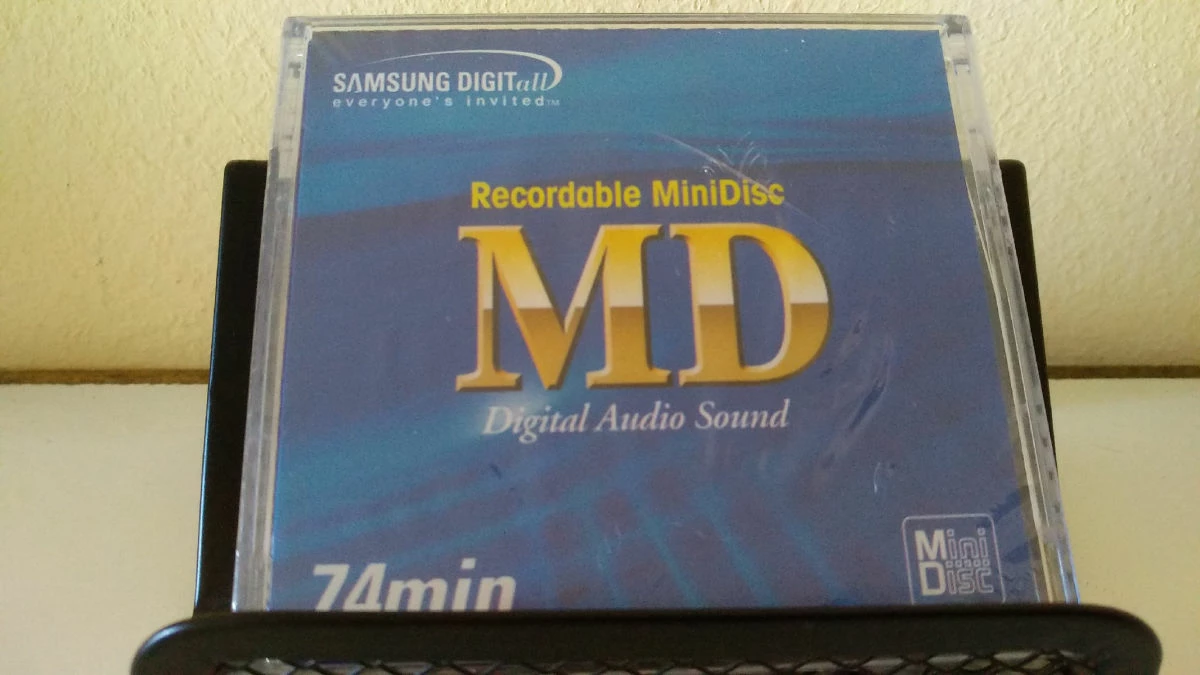 SAMSUNG DIGITall
everyone's invited™
Recordable MiniDisc
MD
Digital Audio Sound
74min
Mini
Disc